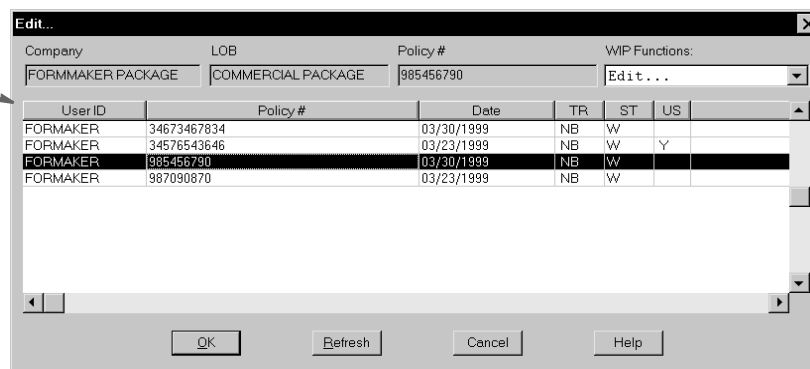 Edit...
Company LOB Policy # WIP Functions:
FORMMAKER PACKAGE COMMERCIAL PACKAGE 985456790 Edit...
User ID Policy # Date TR ST US
FORMAKER 34673467834 03/30/1999 NB W
FORMAKER 34576543646 03/23/1999 NB W Y
FORMAKER 985456790 03/30/1999 NB W
FORMAKER 987090870 03/23/1999 NB W
OK Refresh Cancel Help